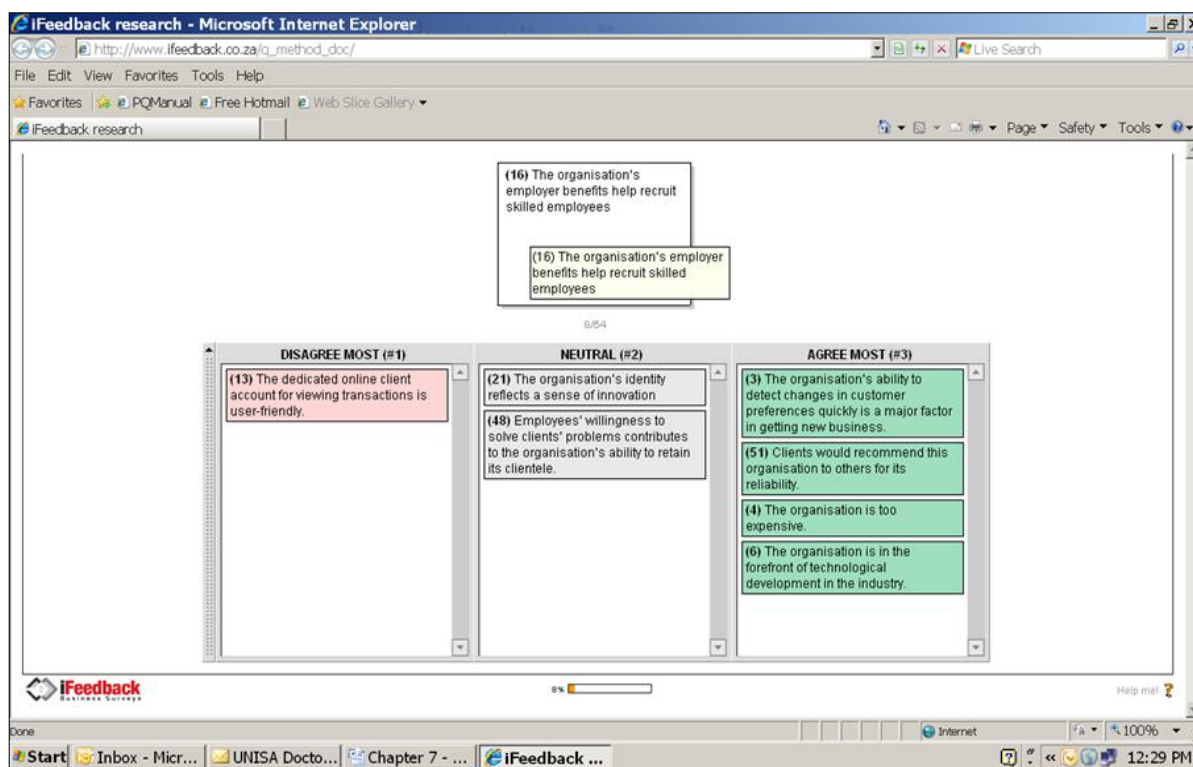 iFeedback research - Microsoft Internet Explorer
http://www.ifeedback.co.za/q_method_doc/
Live Search
File Edit View Favorites Tools Help
Favorites PQManual Free Hotmail Web Slice Gallery
iFeedback research
Page Safety Tools
(16) The organisation's
employer benefits help recruit
skilled employees
(16) The organisation's employer
benefits help recruit skilled
employees
8/54
DISAGREE MOST (#1)
(13) The dedicated online client
account for viewing transactions is
user-friendly.
NEUTRAL (#2)
(21) The organisation's identity
reflects a sense of innovation
(48) Employees' willingness to
solve clients' problems contributes
to the organisation's ability to retain
its clientele.
AGREE MOST (#3)
(3) The organisation's ability to
detect changes in customer
preferences quickly is a major factor
in getting new business.
(51) Clients would recommend this
organisation to others for its
reliability.
(4) The organisation is too
expensive.
(6) The organisation is in the
forefront of technological
development in the industry.
iFeedback
Business Surveys
8%
Help me!
Done
Internet
100%
Start Inbox - Micr... UNISA Docto... Chapter 7 - ... iFeedback ... 12:29 PM